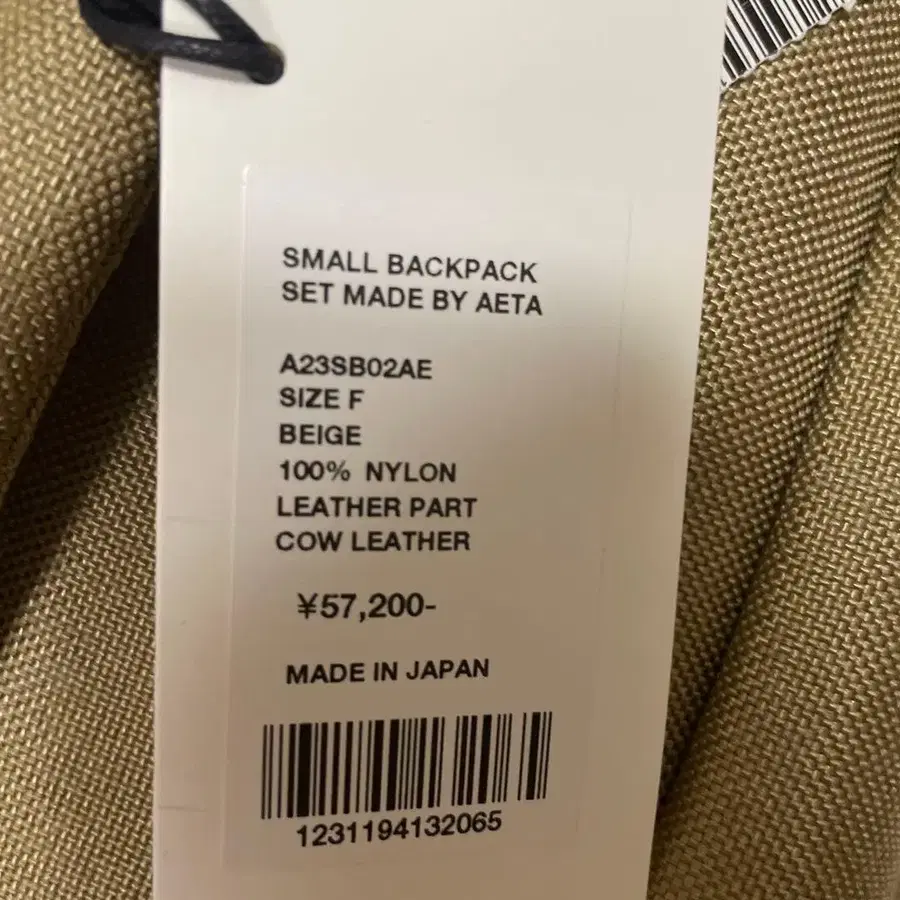 SMALL BACKPACK
SET MADE BY AETA
A23SB02AE
SIZE F
BEIGE
100% NYLON
LEATHER PART
COW LEATHER
¥57,200-
MADE IN JAPAN
1231194132065